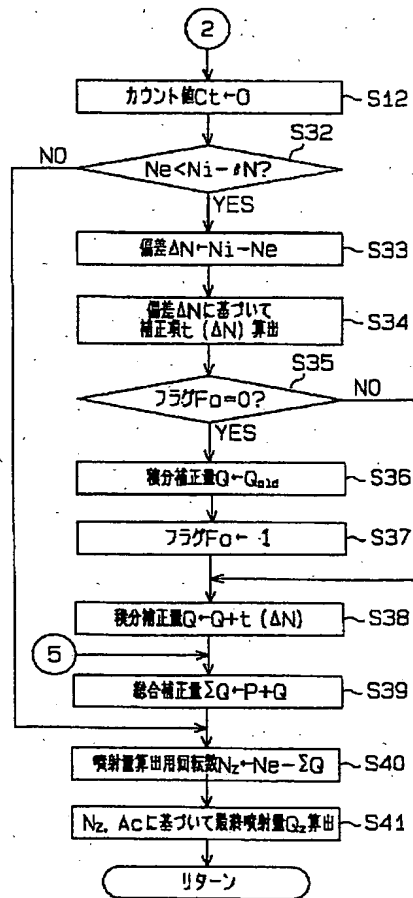 2
カウント値Ct←0
S12
S32
NO
Ne<Ni-αN?
YES
偏差ΔN←Ni-Ne
S33
偏差ΔNに基づいて
補正項t (ΔN) 算出
S34
S35
フラグFo=0?
NO
YES
積分補正量Q←Qold
S36
フラグFo← 1
S37
積分補正量Q←Q+t (ΔN)
S38
5
総合補正量ΣQ←P+Q
S39
噴射量算出用回転数Nz←Ne-ΣQ
S40
Nz, Acに基づいて最終噴射量Qz算出
S41
リターン